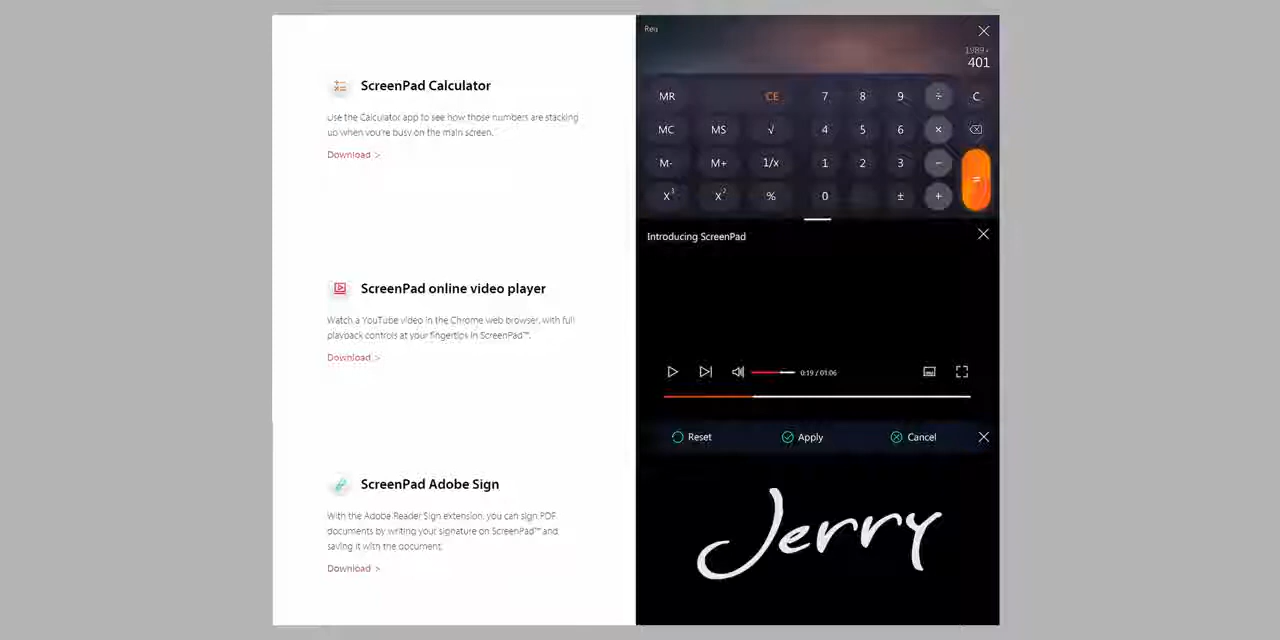 ScreenPad Calculator
Use the Calculator app to see how those numbers are stacking
up when you're busy on the main screen.
Download >
ScreenPad online video player
Watch a YouTube video in the Chrome web browser, with full
playback controls at your fingertips in ScreenPad™.
Download >
ScreenPad Adobe Sign
With the Adobe Reader Sign extension, you can sign PDF
documents by writing your signature on ScreenPad™ and
saving it with the document.
Download >
1989+
401
MR CE 7 8 9 ÷ C
MC MS √ 4 5 6 ×
M- M+ 1/x 1 2 3 − =
X³ X² % 0 ± +
Introducing ScreenPad
0:19 / 01:06
Reset Apply Cancel
Jerry